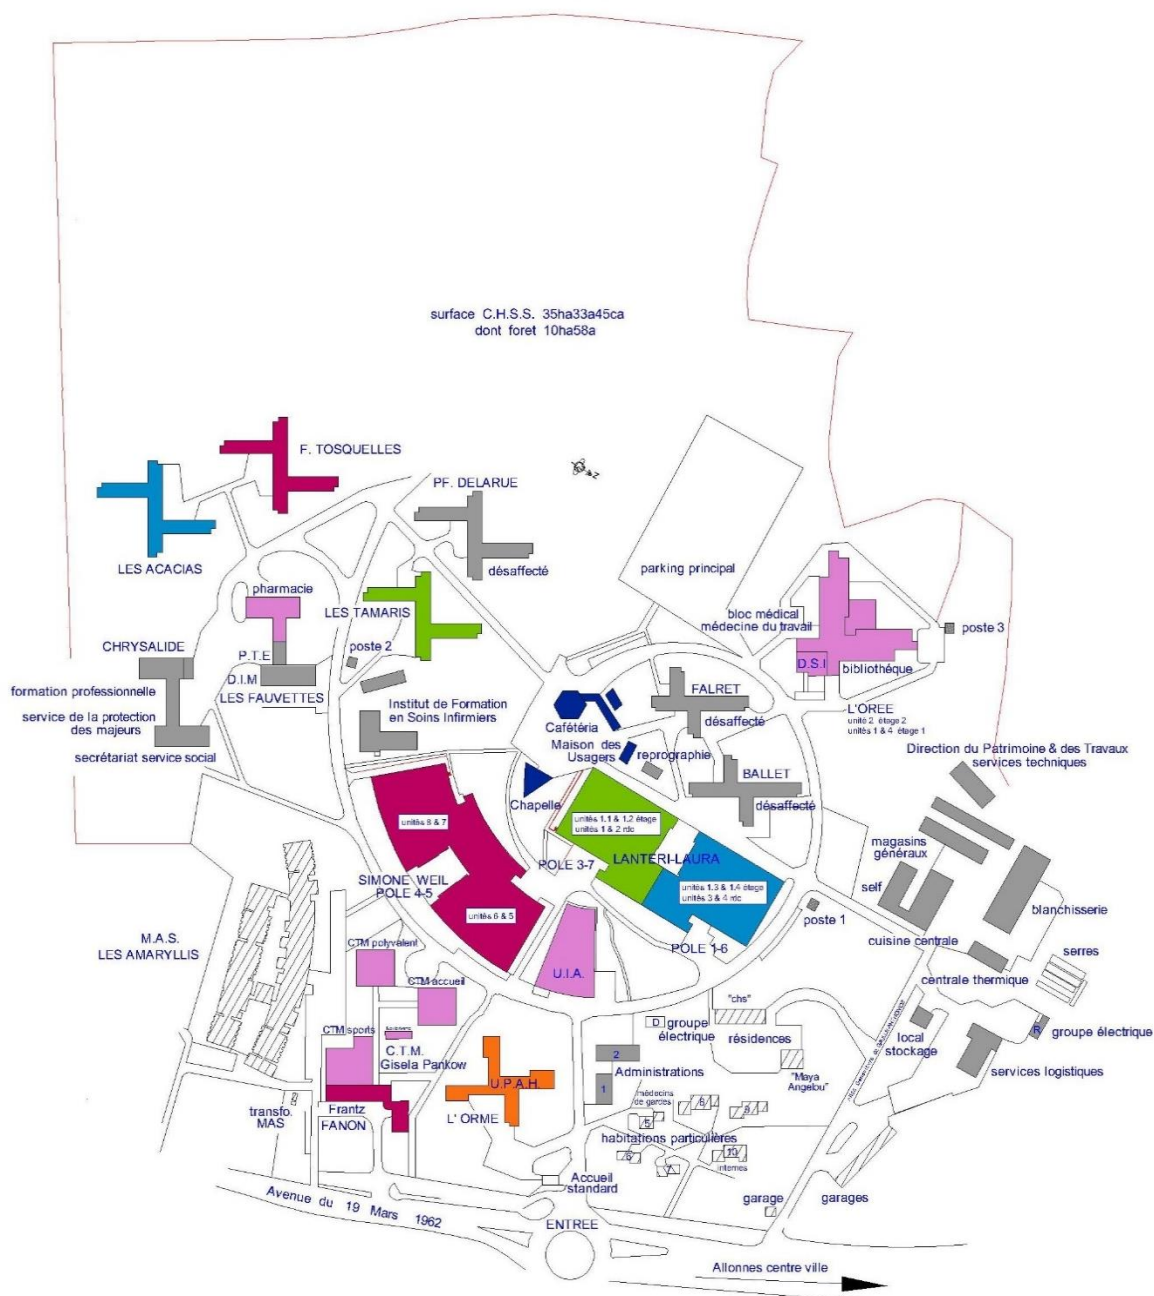 surface C.H.S.S. 35ha33a45ca
dont foret 10ha58a
F. TOSQUELLES
PF. DELARUE
LES ACACIAS
désaffecté
parking principal
pharmacie
LES TAMARIS
bloc médical
médecine du travail
poste 3
CHRYSALIDE
P.T.E
poste 2
D.S.I
bibliothéque
D.I.M
LES FAUVETTES
formation professionnelle
service de la protection
des majeurs
secrétariat service social
Institut de Formation
en Soins Infirmiers
FALRET
désaffecté
Cafétéria
Maison des
Usagers
reprographie
L'OREE
unité 2 étage 2
unités 1 & 4 étage 1
Direction du Patrimoine & des Travaux
services techniques
BALLET
désaffecté
Chapelle
unités 8 & 7
unités 1.1 & 1.2 étage
unités 1 & 2 rdc
magasins
généraux
POLE 3-7
LANTERI-LAURA
SIMONE WEIL
POLE 4-5
unités 1.3 & 1.4 étage
unités 3 & 4 rdc
self
unités 6 & 5
poste 1
blanchisserie
M.A.S.
LES AMARYLLIS
CTM polyvalent
POLE 1-6
cuisine centrale
serres
U.I.A.
CTM accueil
centrale thermique
"chs"
CTM sports
D
groupe
électrique
résidences
local
stockage
R
groupe électrique
C.T.M.
Gisela Pankow
2
Administrations
"Maya
Angelou"
services logistiques
U.P.A.H.
1
médecins
de gardes
8
9
transfo.
MAS
Frantz
FANON
L' ORME
5
habitations particulières
6
7
10
internes
Accueil
standard
garage
garages
Avenue du 19 Mars 1962
ENTREE
Allonnes centre ville